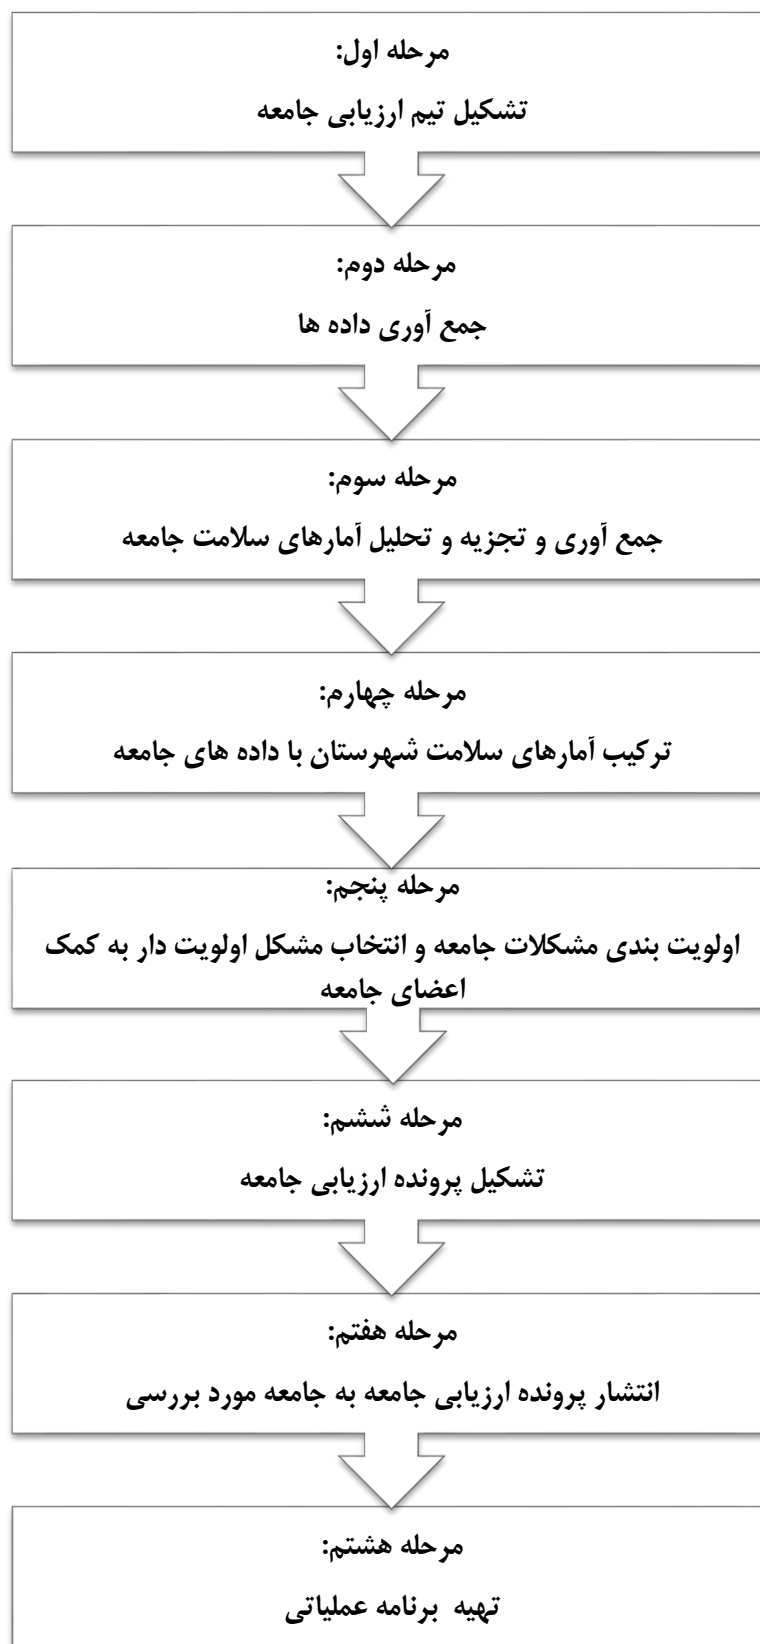 مرحله اول:
تشکیل تیم ارزیابی جامعه
مرحله دوم:
جمع آوری داده ها
مرحله سوم:
جمع آوری و تجزیه و تحلیل آمارهای سلامت جامعه
مرحله چهارم:
ترکیب آمارهای سلامت شهرستان با داده های جامعه
مرحله پنجم:
اولویت بندی مشکلات جامعه و انتخاب مشکل اولویت دار به کمک
اعضای جامعه
مرحله ششم:
تشکیل پرونده ارزیابی جامعه
مرحله هفتم:
انتشار پرونده ارزیابی جامعه به جامعه مورد بررسی
مرحله هشتم:
تهیه برنامه عملیاتی